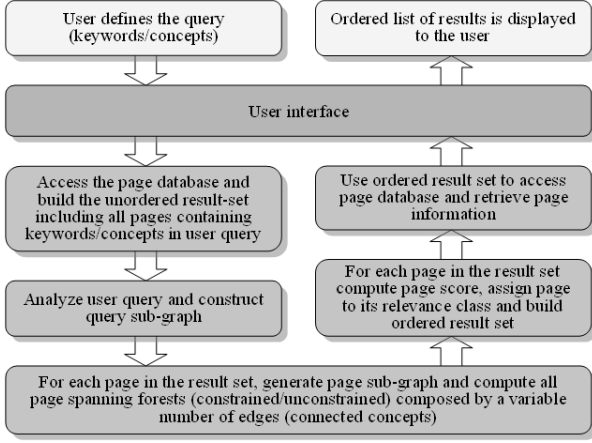 User defines the query
(keywords/concepts)
Ordered list of results is displayed
to the user
User interface
Access the page database and
build the unordered result-set
including all pages containing
keywords/concepts in user query
Use ordered result set to access
page database and retrieve page
information
Analyze user query and construct
query sub-graph
For each page in the result set
compute page score, assign page
to its relevance class and build
ordered result set
For each page in the result set, generate page sub-graph and compute all
page spanning forests (constrained/unconstrained) composed by a variable
number of edges (connected concepts)